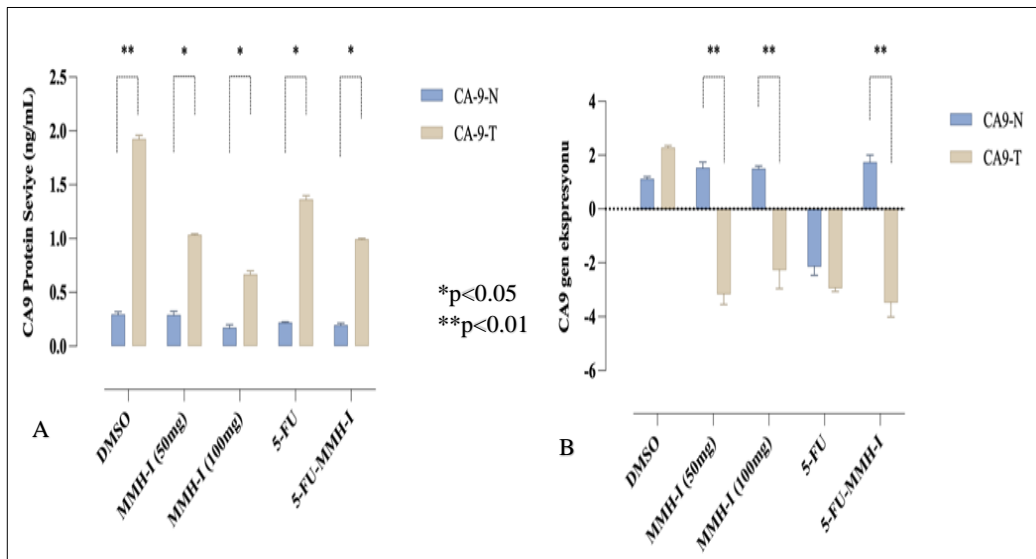 ** * * * *
2.5
2.0
1.5
1.0
0.5
0.0
CA9 Protein Seviye (ng/mL)
CA-9-N
CA-9-T
DMSO
MMH-I (50mg)
MMH-I (100mg)
5-FU
5-FU-MMH-I
A
*p<0.05
**p<0.01
** ** **
4
2
0
-2
-4
-6
CA9 gen ekspresyonu
CA9-N
CA9-T
DMSO
MMH-I (50mg)
MMH-I (100mg)
5-FU
5-FU-MMH-I
B